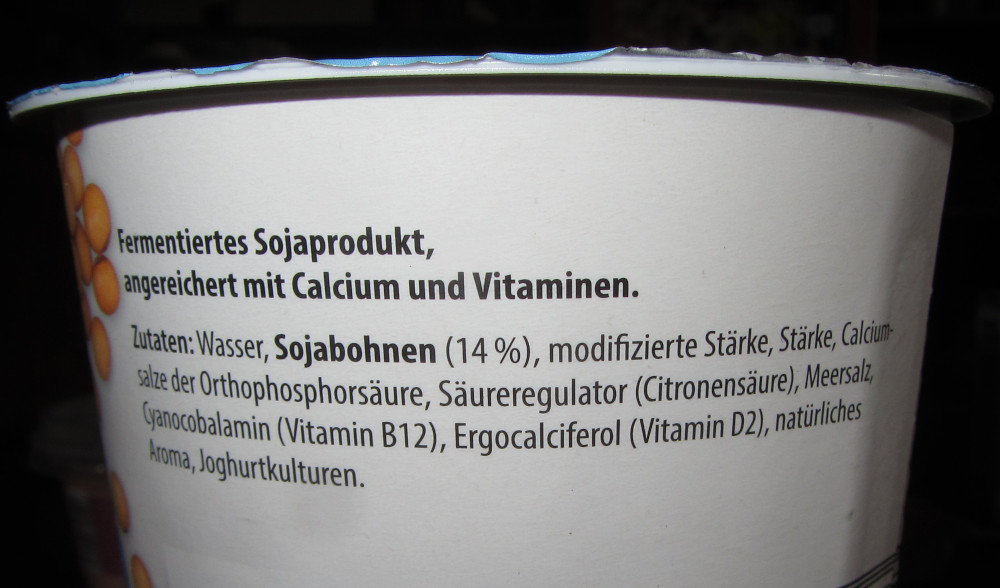 Fermentiertes Sojaprodukt,
angereichert mit Calcium und Vitaminen.
Zutaten: Wasser, Sojabohnen (14 %), modifizierte Stärke, Stärke, Calcium-
salze der Orthophosphorsäure, Säureregulator (Citronensäure), Meersalz,
Cyanocobalamin (Vitamin B12), Ergocalciferol (Vitamin D2), natürliches
Aroma, Joghurtkulturen.